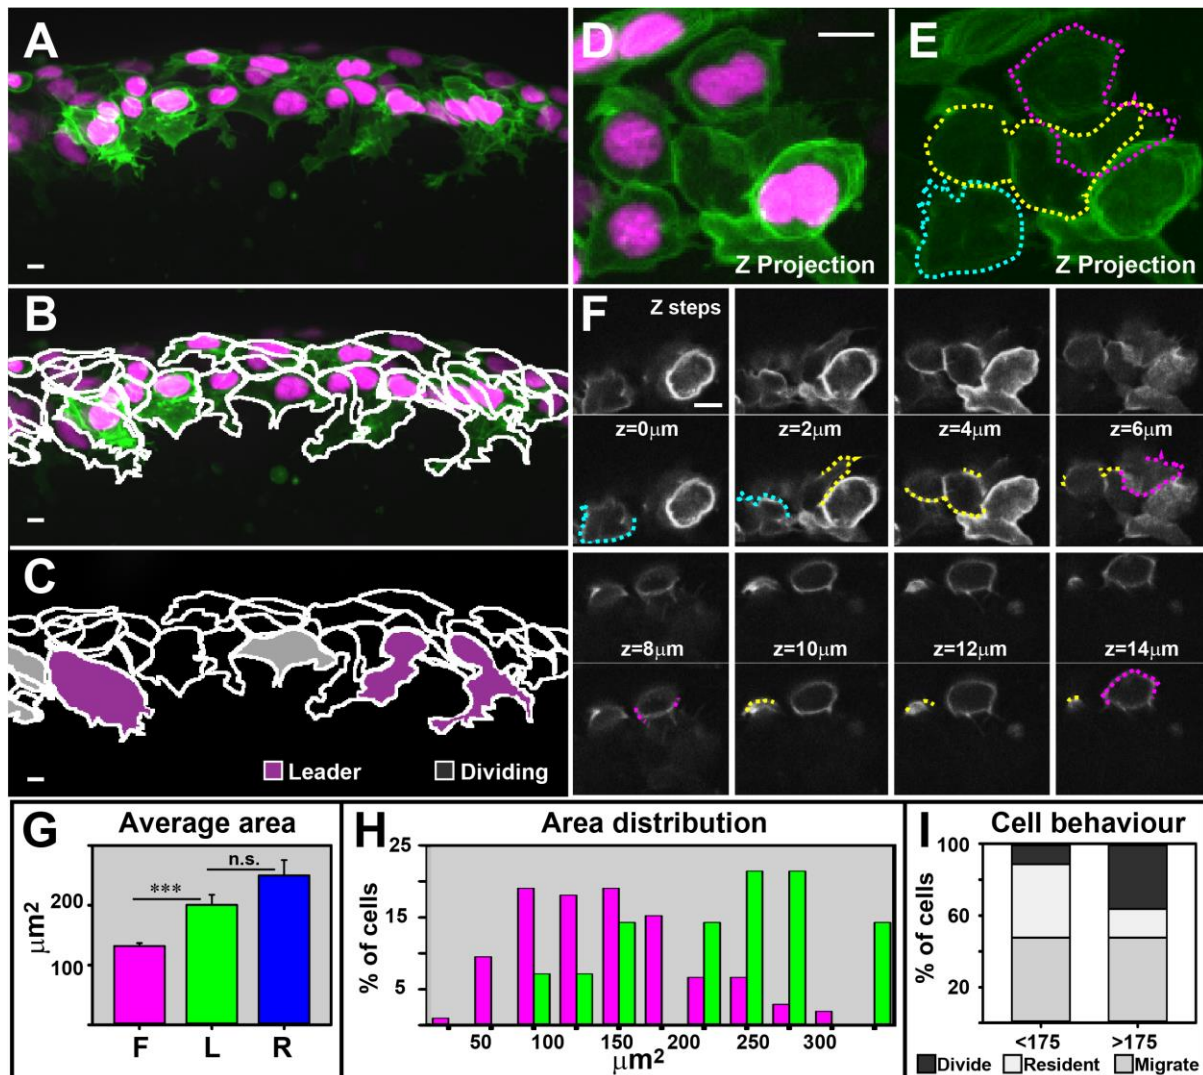 A
D
Z Projection
E
Z Projection
B
F
Z steps
z=0μm
z=2μm
z=4μm
z=6μm
C
Leader
Dividing
z=8μm
z=10μm
z=12μm
z=14μm
G
Average area
μm²
200
100
***
n.s.
F L R
H
Area distribution
% of cells
25
15
5
50 100 150 200 250 300
μm²
I
Cell behaviour
% of cells
100
60
20
<175 >175
Divide Resident Migrate